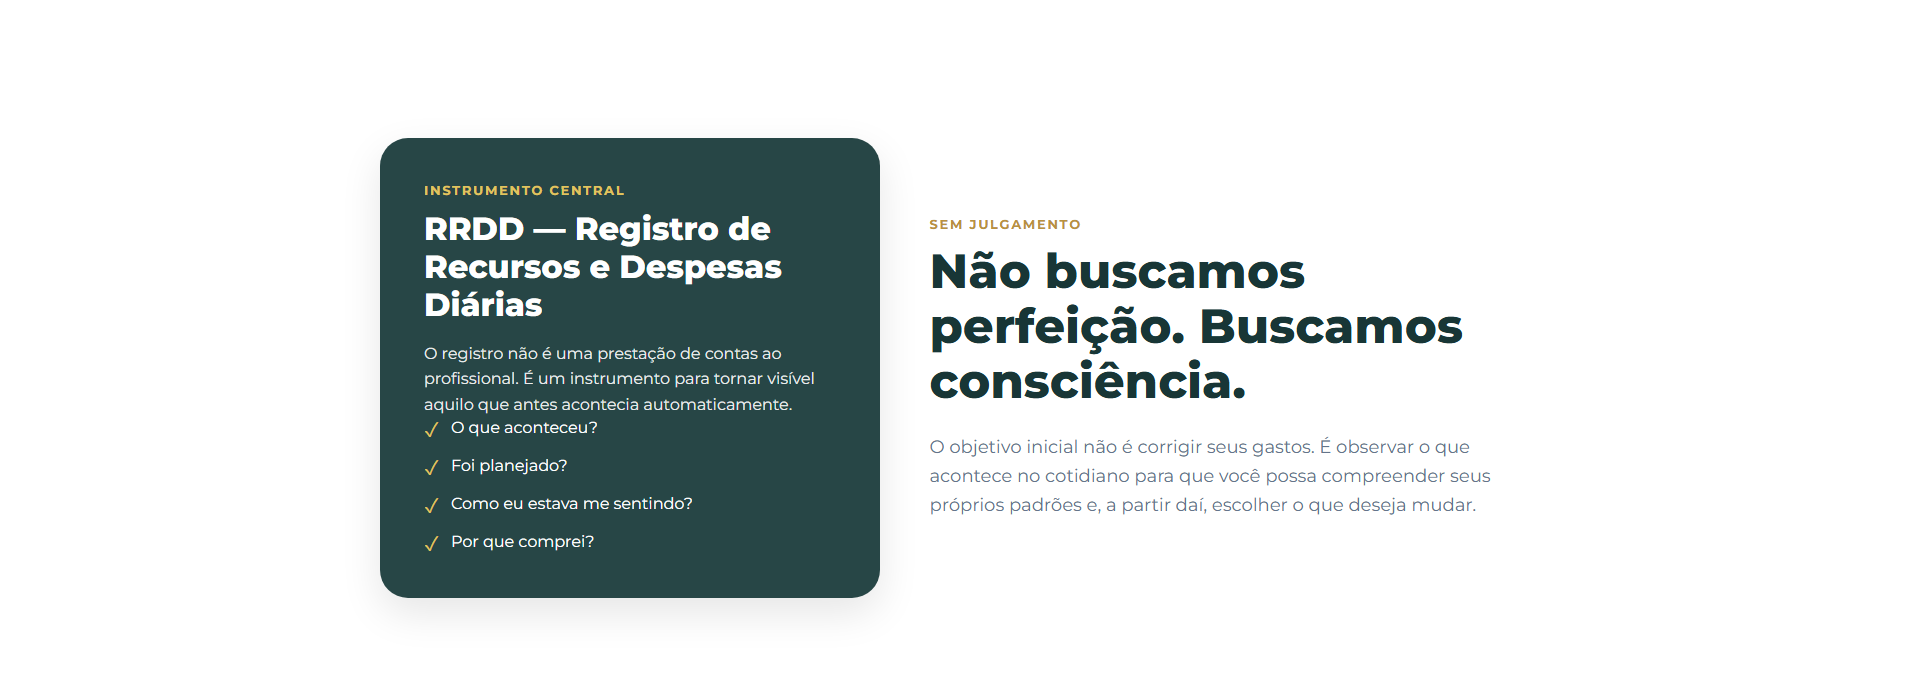 INSTRUMENTO CENTRAL
RRDD — Registro de
Recursos e Despesas
Diárias
O registro não é uma prestação de contas ao
profissional. É um instrumento para tornar visível
aquilo que antes acontecia automaticamente.
✓ O que aconteceu?
✓ Foi planejado?
✓ Como eu estava me sentindo?
✓ Por que comprei?
SEM JULGAMENTO
Não buscamos
perfeição. Buscamos
consciência.
O objetivo inicial não é corrigir seus gastos. É observar o que
acontece no cotidiano para que você possa compreender seus
próprios padrões e, a partir daí, escolher o que deseja mudar.